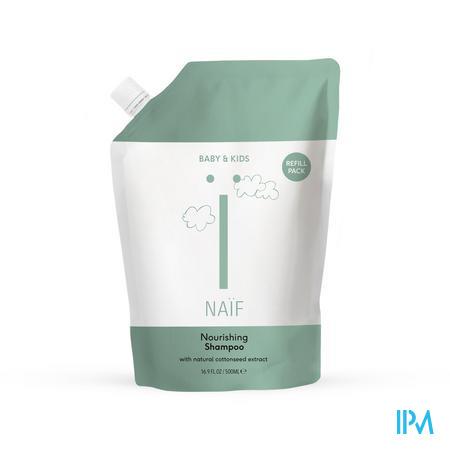 BABY & KIDS
REFILL
PACK
ï
NAÏF
Nourishing
Shampoo
with natural cottonseed extract
16.9 FL OZ / 500ML ℮
IPM